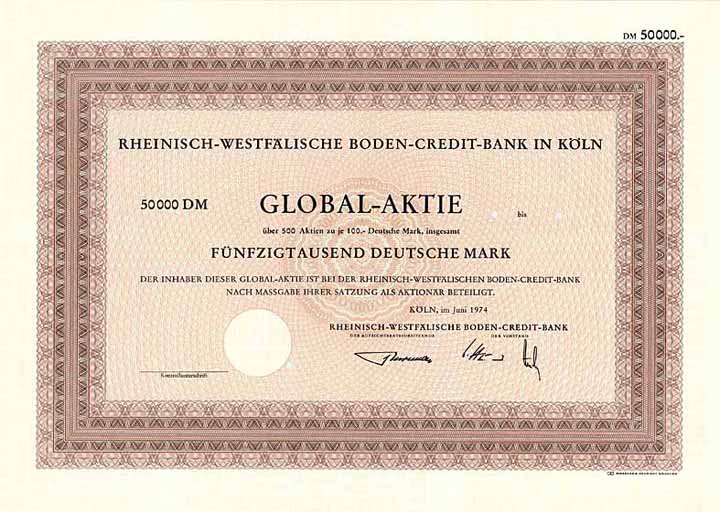 DM 50000.-
RHEINISCH-WESTFÄLISCHE BODEN-CREDIT-BANK IN KÖLN
50000 DM GLOBAL-AKTIE bis
über 500 Aktien zu je 100.- Deutsche Mark, insgesamt
FÜNFZIGTAUSEND DEUTSCHE MARK
DER INHABER DIESER GLOBAL-AKTIE IST BEI DER RHEINISCH-WESTFÄLISCHEN BODEN-CREDIT-BANK
NACH MASSGABE IHRER SATZUNG ALS AKTIONÄR BETEILIGT.
KÖLN, im Juni 1974
RHEINISCH-WESTFÄLISCHE BODEN-CREDIT-BANK
DER AUFSICHTSRATSVORSITZENDE DER VORSTAND
Kontrollunterschrift